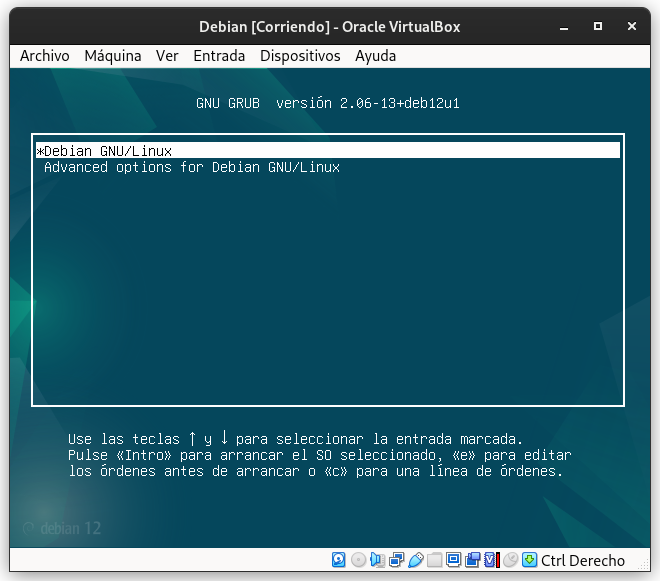 Debian [Corriendo] - Oracle VirtualBox
Archivo Máquina Ver Entrada Dispositivos Ayuda
GNU GRUB versión 2.06-13+deb12u1
*Debian GNU/Linux
Advanced options for Debian GNU/Linux
Use las teclas ↑ y ↓ para seleccionar la entrada marcada.
Pulse «Intro» para arrancar el SO seleccionado, «e» para editar
los órdenes antes de arrancar o «c» para una línea de órdenes.
debian 12
Ctrl Derecho